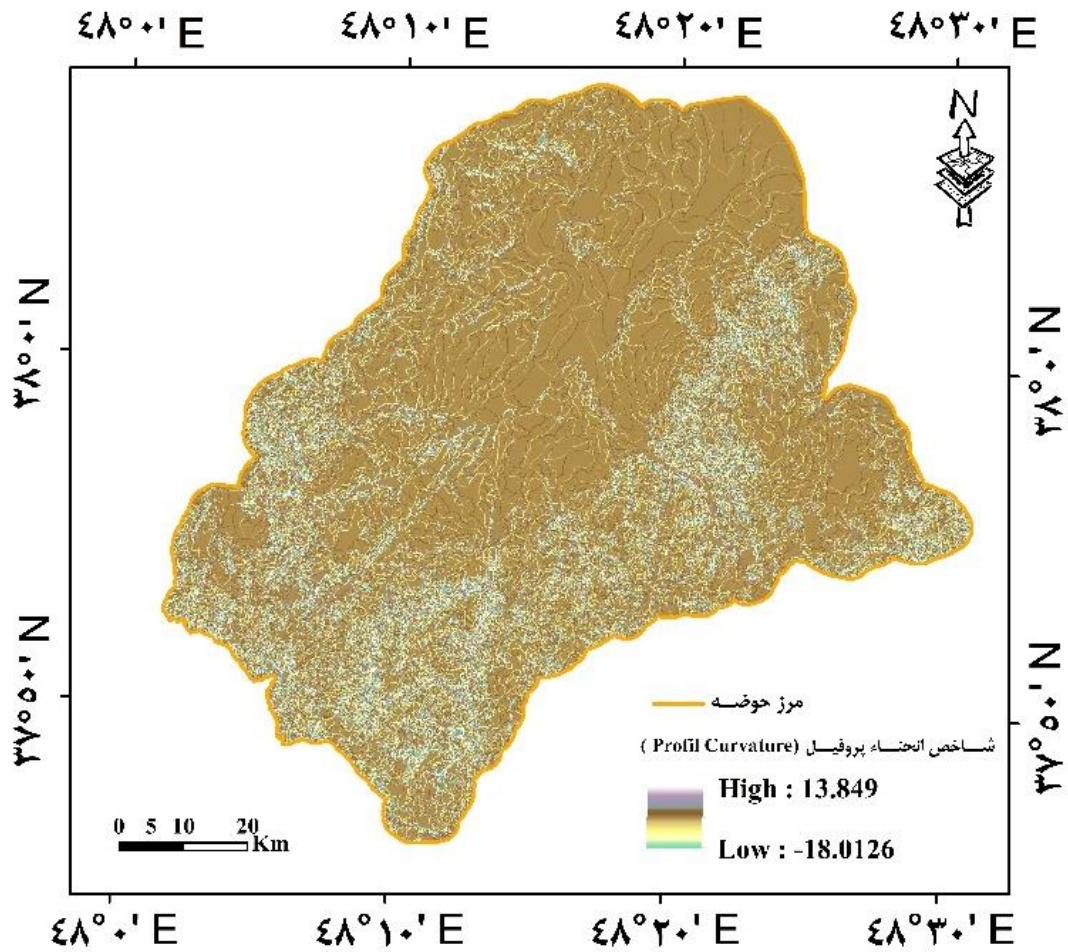 ٤٨°٠' E ٤٨°١٠' E ٤٨°٢٠' E ٤٨°٣٠' E
N
٣٨°٠' N
٣٨°٠' N
٣٧°٥٠' N
٣٧°٥٠' N
مرز حوضه
شاخص انحناء پروفیل (Profil Curvature )
High : 13.849
Low : -18.0126
0 5 10 20
Km
٤٨°٠' E ٤٨°١٠' E ٤٨°٢٠' E ٤٨°٣٠' E